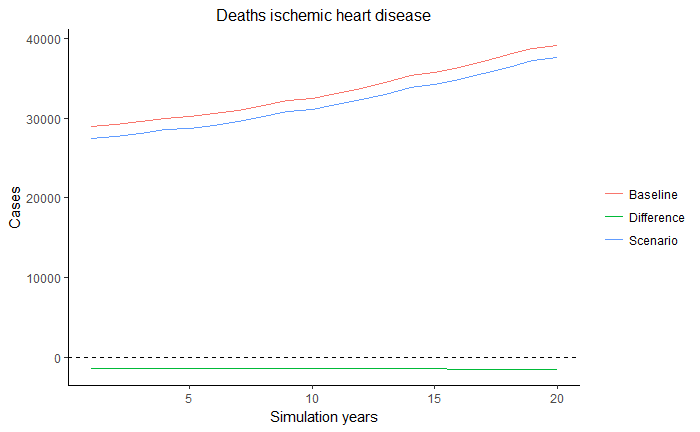 Deaths ischemic heart disease
40000
30000
20000
10000
0
Cases
5 10 15 20
Simulation years
Baseline
Difference
Scenario